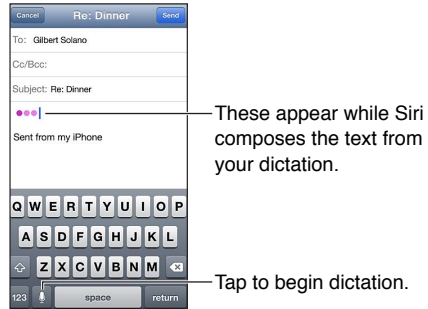 Cancel Re: Dinner Send
To: Gilbert Solano
Cc/Bcc:
Subject: Re: Dinner
These appear while Siri
composes the text from
your dictation.
Sent from my iPhone
Q W E R T Y U I O P
A S D F G H J K L
Z X C V B N M
123 space return
Tap to begin dictation.